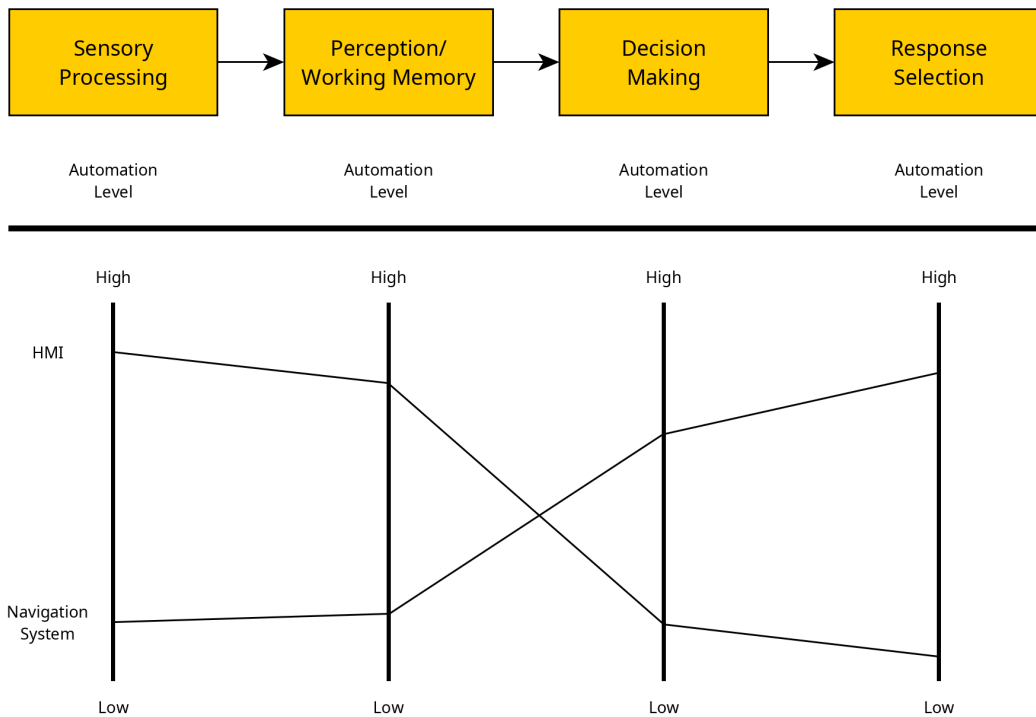 Sensory
Processing
Perception/
Working Memory
Decision
Making
Response
Selection
Automation
Level
Automation
Level
Automation
Level
Automation
Level
High
High
High
High
HMI
Navigation
System
Low
Low
Low
Low